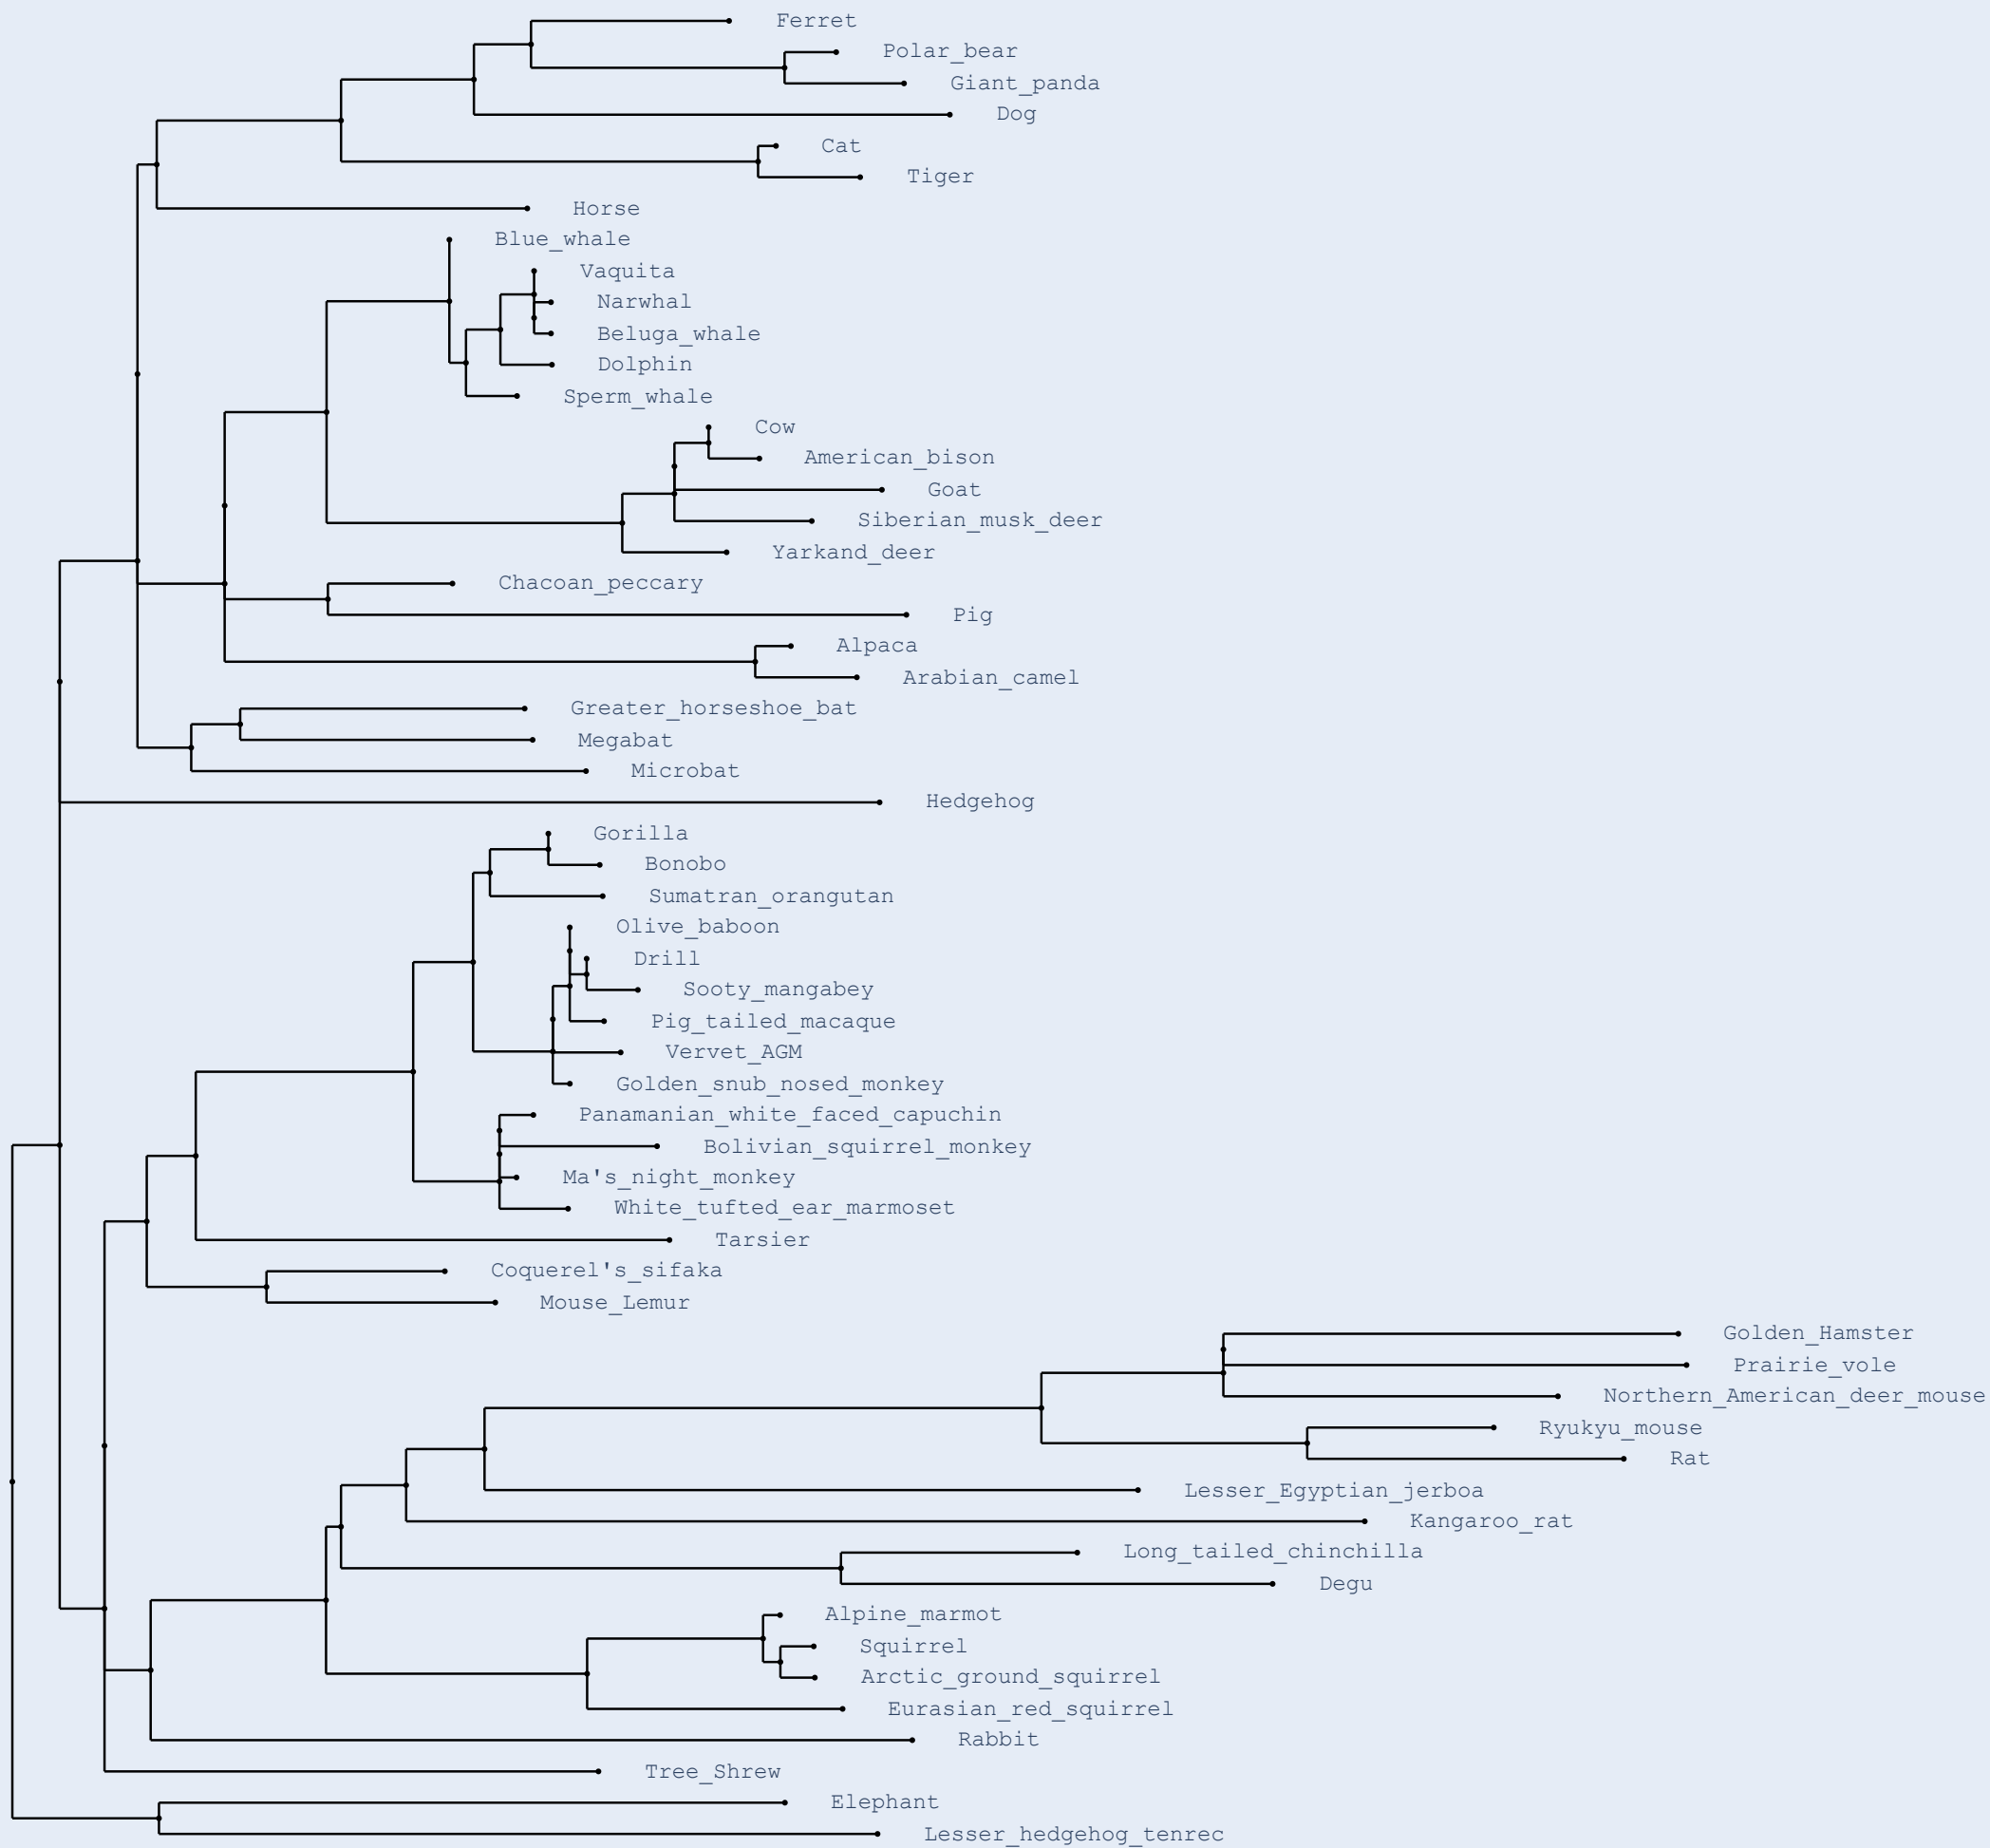 Ferret
Polar_bear
Giant_panda
Dog
Cat
Tiger
Horse
Blue_whale
Vaquita
Narwhal
Beluga_whale
Dolphin
Sperm_whale
Cow
American_bison
Goat
Siberian_musk_deer
Yarkand_deer
Chacoan_peccary
Pig
Alpaca
Arabian_camel
Greater_horseshoe_bat
Megabat
Microbat
Hedgehog
Gorilla
Bonobo
Sumatran_orangutan
Olive_baboon
Drill
Sooty_mangabey
Pig_tailed_macaque
Vervet_AGM
Golden_snub_nosed_monkey
Panamanian_white_faced_capuchin
Bolivian_squirrel_monkey
Ma's_night_monkey
White_tufted_ear_marmoset
Tarsier
Coquerel's_sifaka
Mouse_Lemur
Golden_Hamster
Prairie_vole
Northern_American_deer_mouse
Ryukyu_mouse
Rat
Lesser_Egyptian_jerboa
Kangaroo_rat
Long_tailed_chinchilla
Degu
Alpine_marmot
Squirrel
Arctic_ground_squirrel
Eurasian_red_squirrel
Rabbit
Tree_Shrew
Elephant
Lesser_hedgehog_tenrec